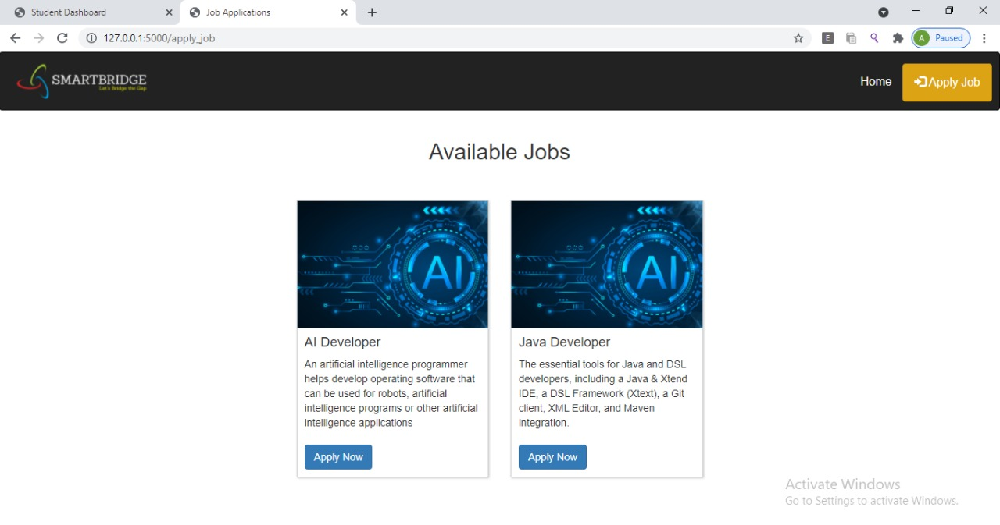 Student Dashboard
Job Applications
127.0.0.1:5000/apply_job
E
A
Paused
SMARTBRIDGE
Let's Bridge the Gap
Home
Apply Job
Available Jobs
AI
AI Developer
An artificial intelligence programmer
helps develop operating software that
can be used for robots, artificial
intelligence programs or other artificial
intelligence applications
Apply Now
AI
Java Developer
The essential tools for Java and DSL
developers, including a Java & Xtend
IDE, a DSL Framework (Xtext), a Git
client, XML Editor, and Maven
integration.
Apply Now
Activate Windows
Go to Settings to activate Windows.